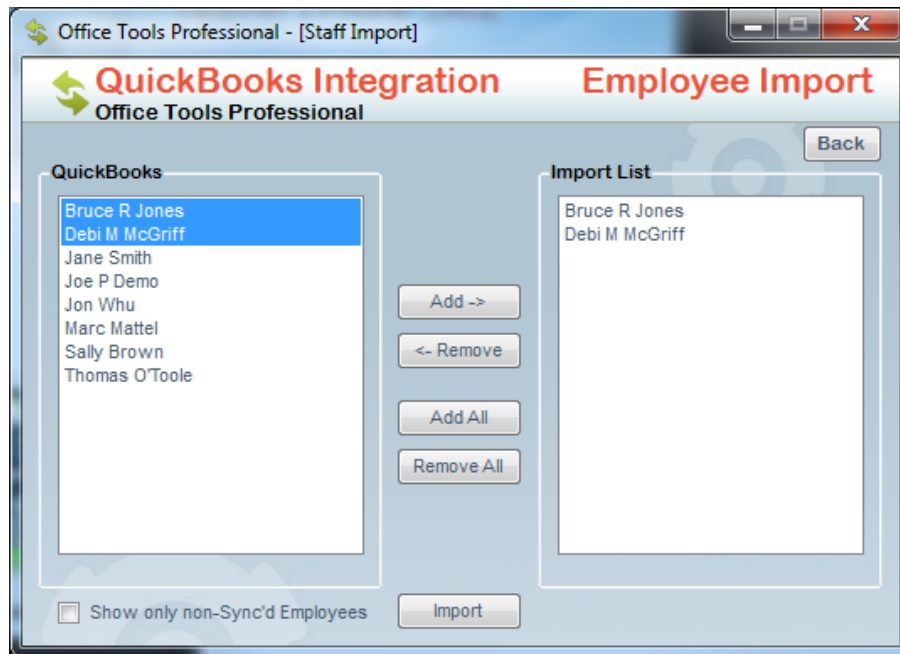 Office Tools Professional - [Staff Import]
QuickBooks Integration
Employee Import
Office Tools Professional
Back
QuickBooks
Bruce R Jones
Debi M McGriff
Jane Smith
Joe P Demo
Jon Whu
Marc Mattel
Sally Brown
Thomas O'Toole
Add ->
<- Remove
Add All
Remove All
Import List
Bruce R Jones
Debi M McGriff
Show only non-Sync'd Employees
Import